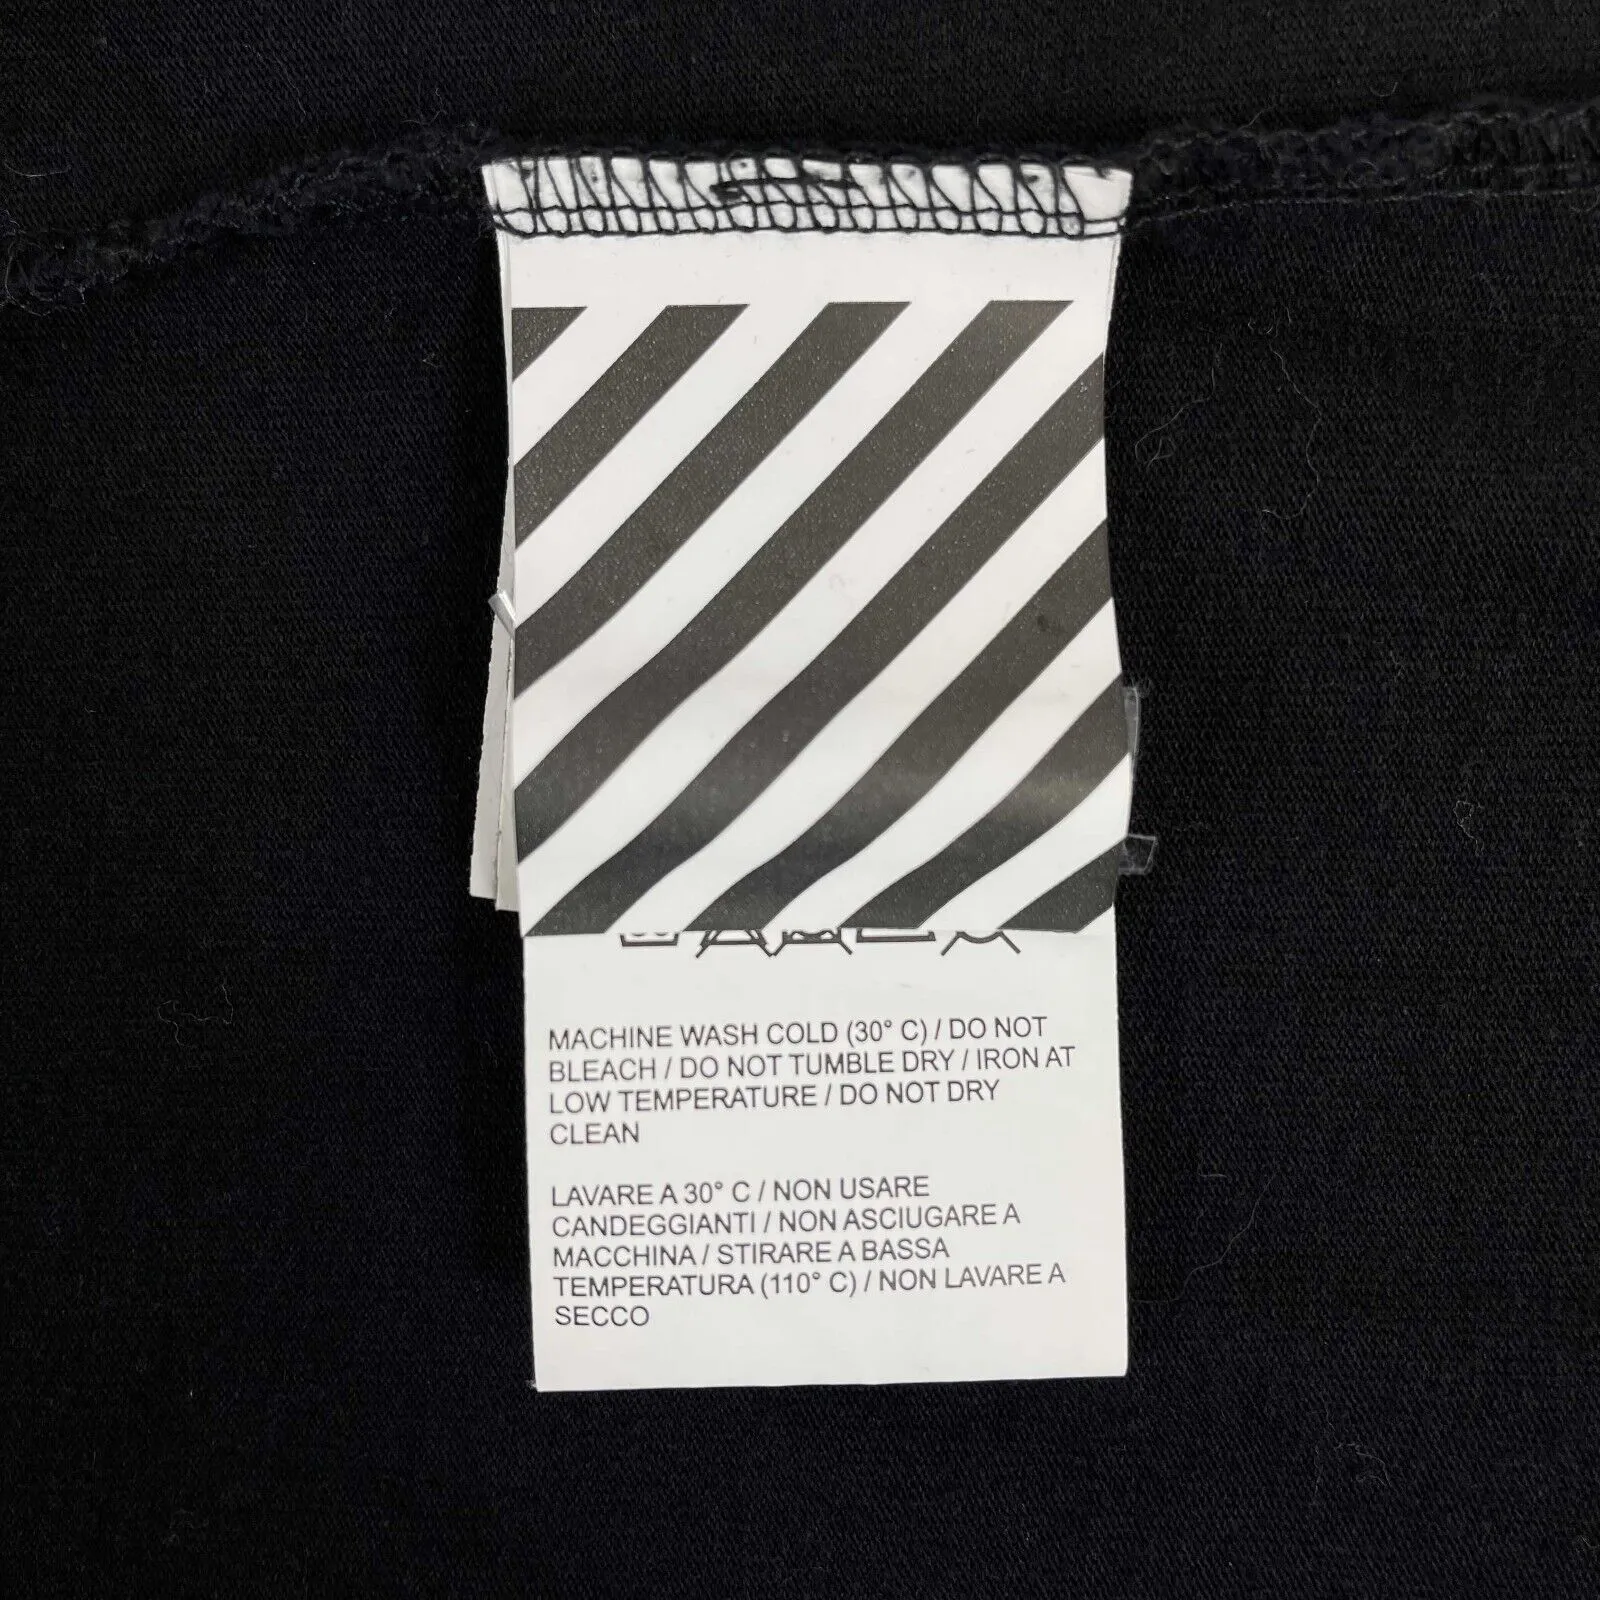 MACHINE WASH COLD (30° C) / DO NOT
BLEACH / DO NOT TUMBLE DRY / IRON AT
LOW TEMPERATURE / DO NOT DRY
CLEAN
LAVARE A 30° C / NON USARE
CANDEGGIANTI / NON ASCIUGARE A
MACCHINA / STIRARE A BASSA
TEMPERATURA (110° C) / NON LAVARE A
SECCO